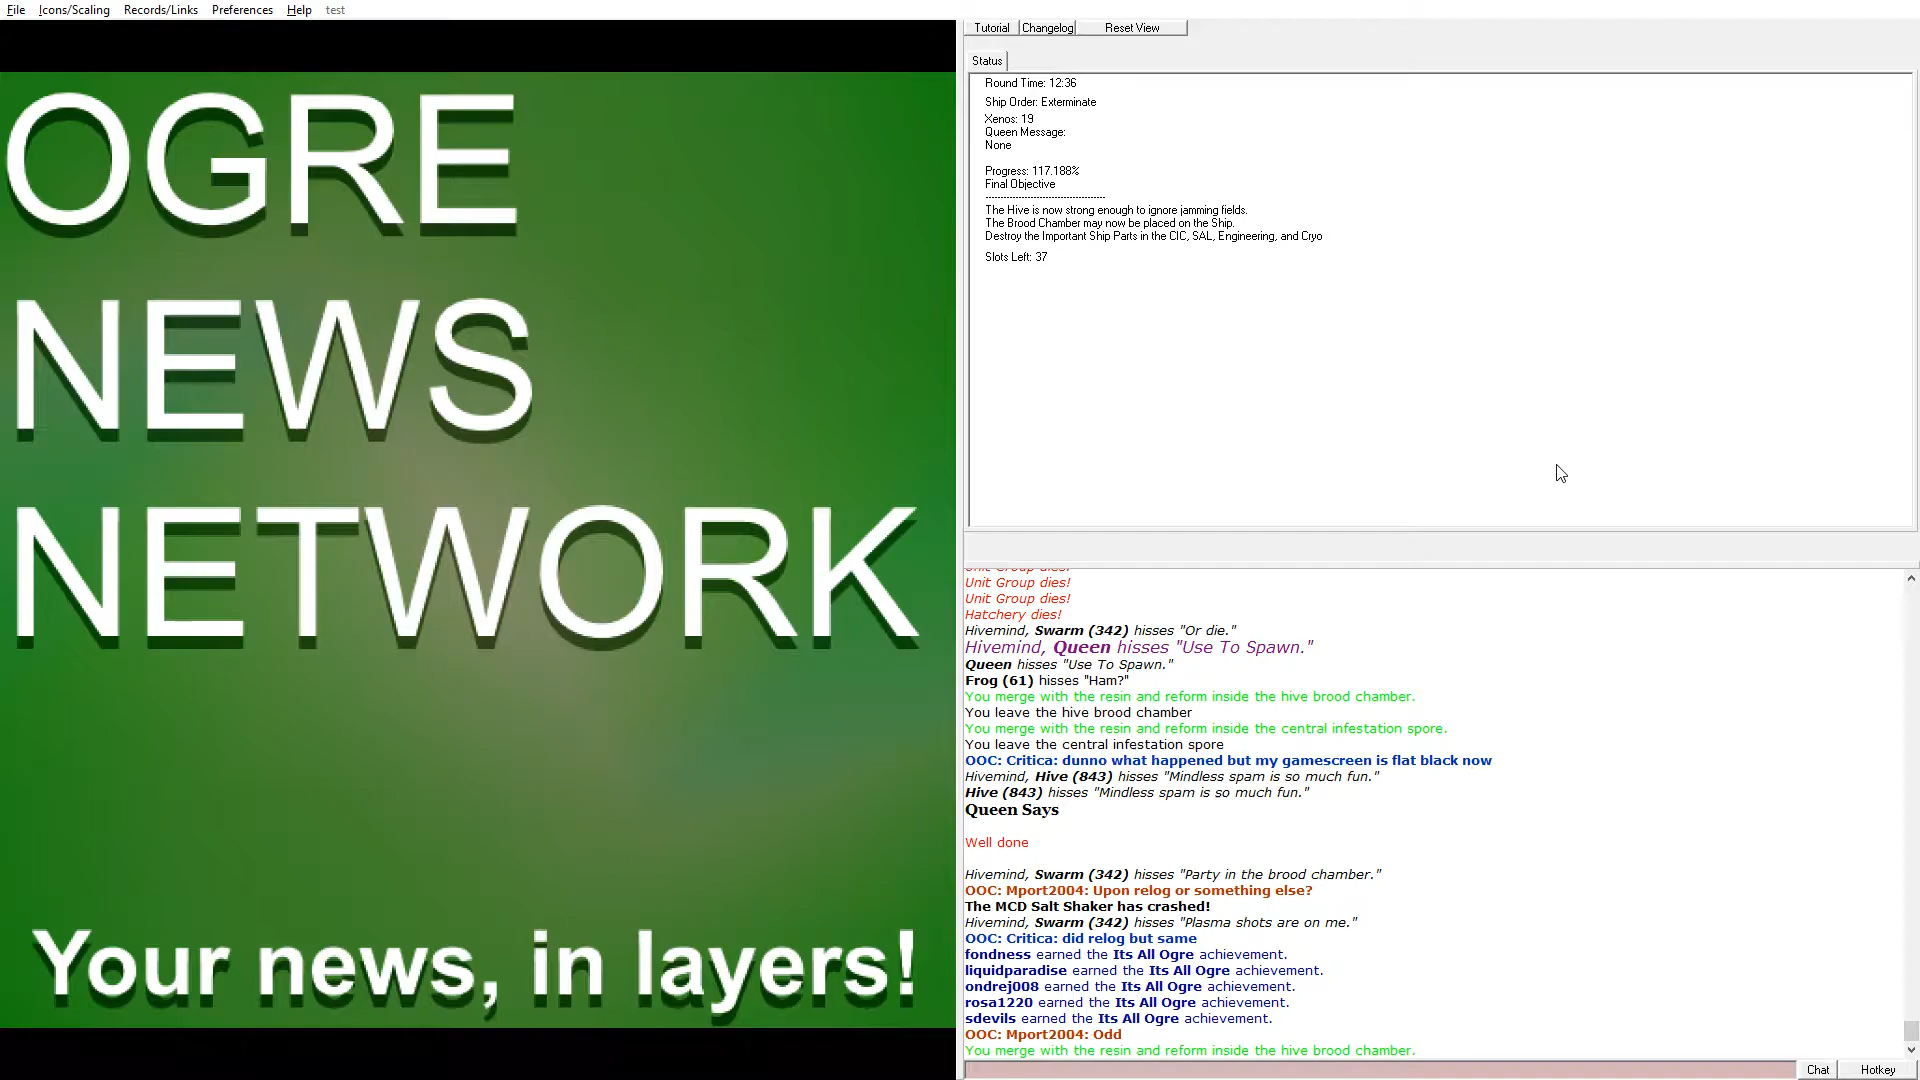 File Icons/Scaling Records/Links Preferences Help test
OGRE
NEWS
NETWORK
Your news, in layers!
Tutorial Changelog Reset View
Status
Round Time: 12:36
Ship Order: Exterminate
Xenos: 19
Queen Message:
None
Progress: 117.188%
Final Objective
----------------------------------------
The Hive is now strong enough to ignore jamming fields.
The Brood Chamber may now be placed on the Ship.
Destroy the Important Ship Parts in the CIC, SAL, Engineering, and Cryo
Slots Left: 37
Unit Group dies!
Unit Group dies!
Unit Group dies!
Hatchery dies!
Hivemind, Swarm (342) hisses "Or die."
Hivemind, Queen hisses "Use To Spawn."
Queen hisses "Use To Spawn."
Frog (61) hisses "Ham?"
You merge with the resin and reform inside the hive brood chamber.
You leave the hive brood chamber
You merge with the resin and reform inside the central infestation spore.
You leave the central infestation spore
OOC: Critica: dunno what happened but my gamescreen is flat black now
Hivemind, Hive (843) hisses "Mindless spam is so much fun."
Hive (843) hisses "Mindless spam is so much fun."
Queen Says
Well done
Hivemind, Swarm (342) hisses "Party in the brood chamber."
OOC: Mport2004: Upon relog or something else?
The MCD Salt Shaker has crashed!
Hivemind, Swarm (342) hisses "Plasma shots are on me."
OOC: Critica: did relog but same
fondness earned the Its All Ogre achievement.
liquidparadise earned the Its All Ogre achievement.
ondrej008 earned the Its All Ogre achievement.
rosa1220 earned the Its All Ogre achievement.
sdevils earned the Its All Ogre achievement.
OOC: Mport2004: Odd
You merge with the resin and reform inside the hive brood chamber.
Chat Hotkey